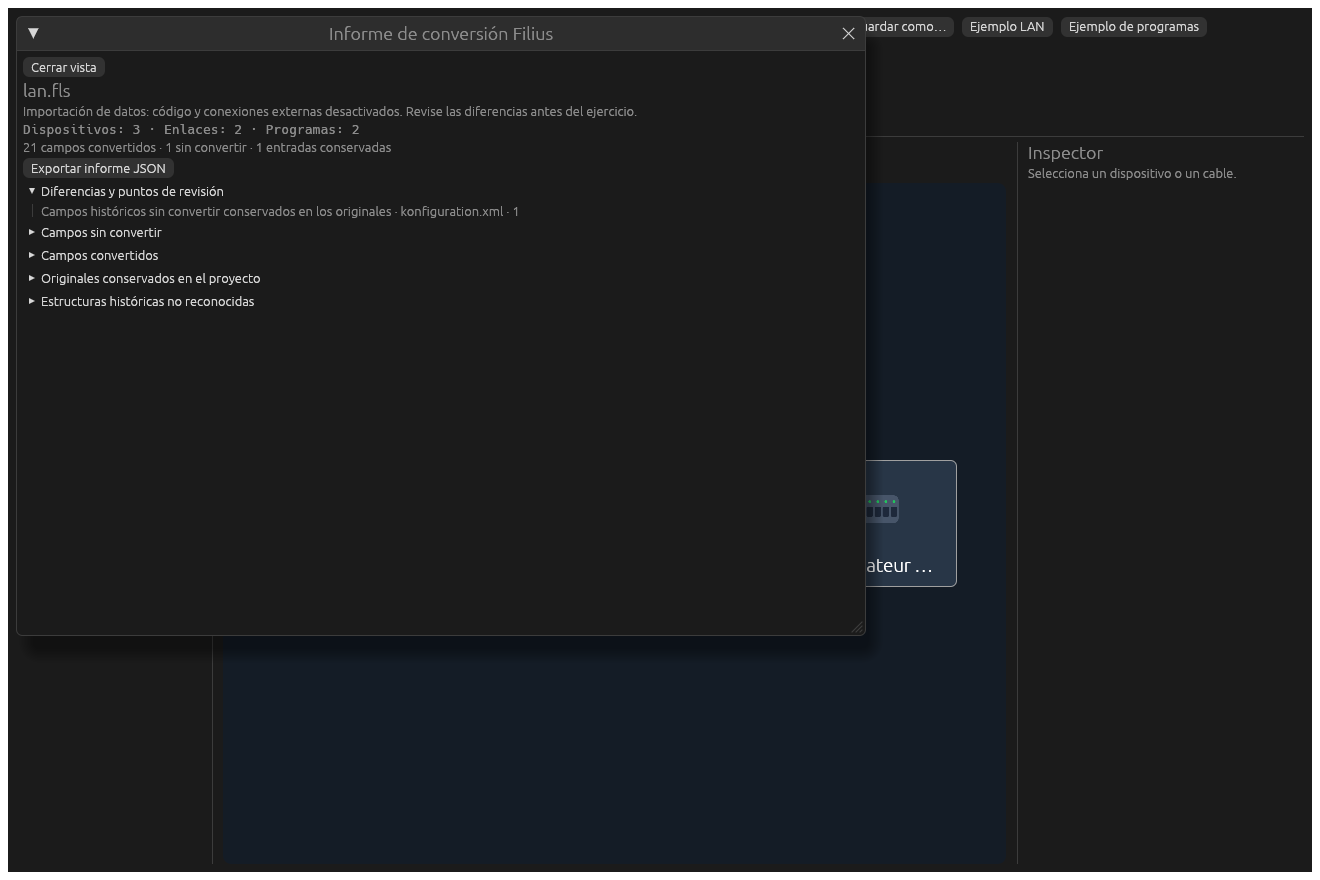 Informe de conversión Filius
Cerrar vista
lan.fls
Importación de datos: código y conexiones externas desactivados. Revise las diferencias antes del ejercicio.
Dispositivos: 3 · Enlaces: 2 · Programas: 2
21 campos convertidos · 1 sin convertir · 1 entradas conservadas
Exportar informe JSON
Diferencias y puntos de revisión
Campos históricos sin convertir conservados en los originales · konfiguration.xml · 1
Campos sin convertir
Campos convertidos
Originales conservados en el proyecto
Estructuras históricas no reconocidas
ardar como… Ejemplo LAN Ejemplo de programas
Inspector
Selecciona un dispositivo o un cable.
ateur …